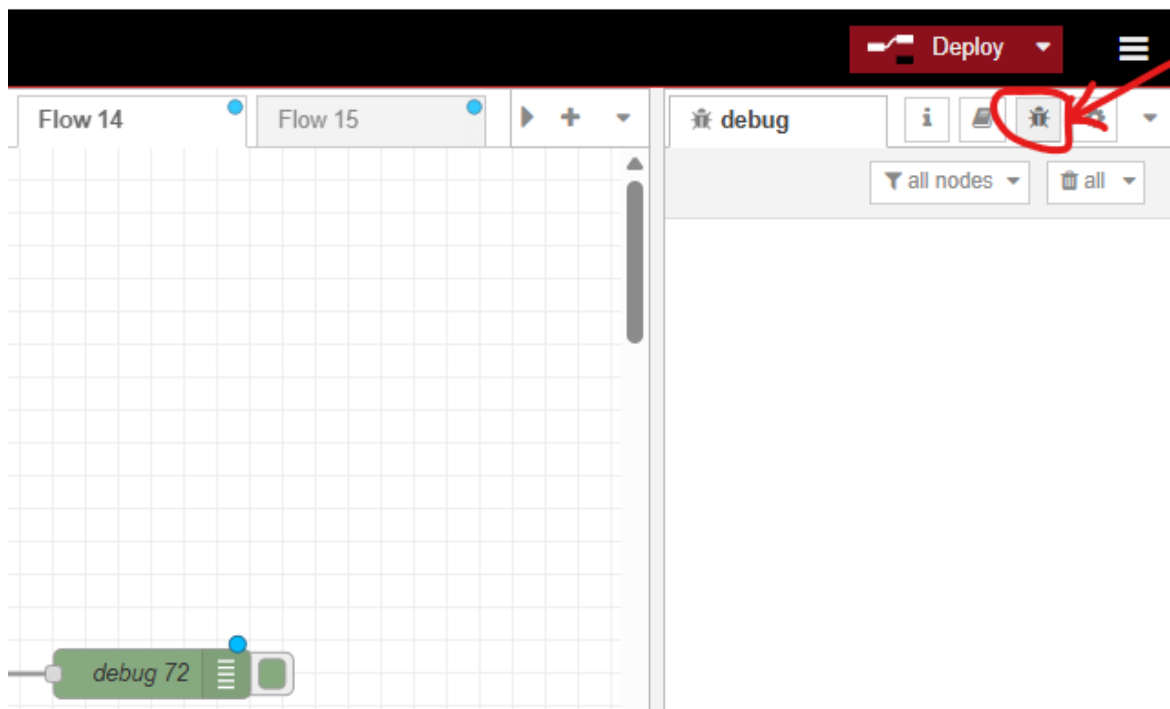 Deploy
Flow 14
Flow 15
debug
i
all nodes
all
debug 72